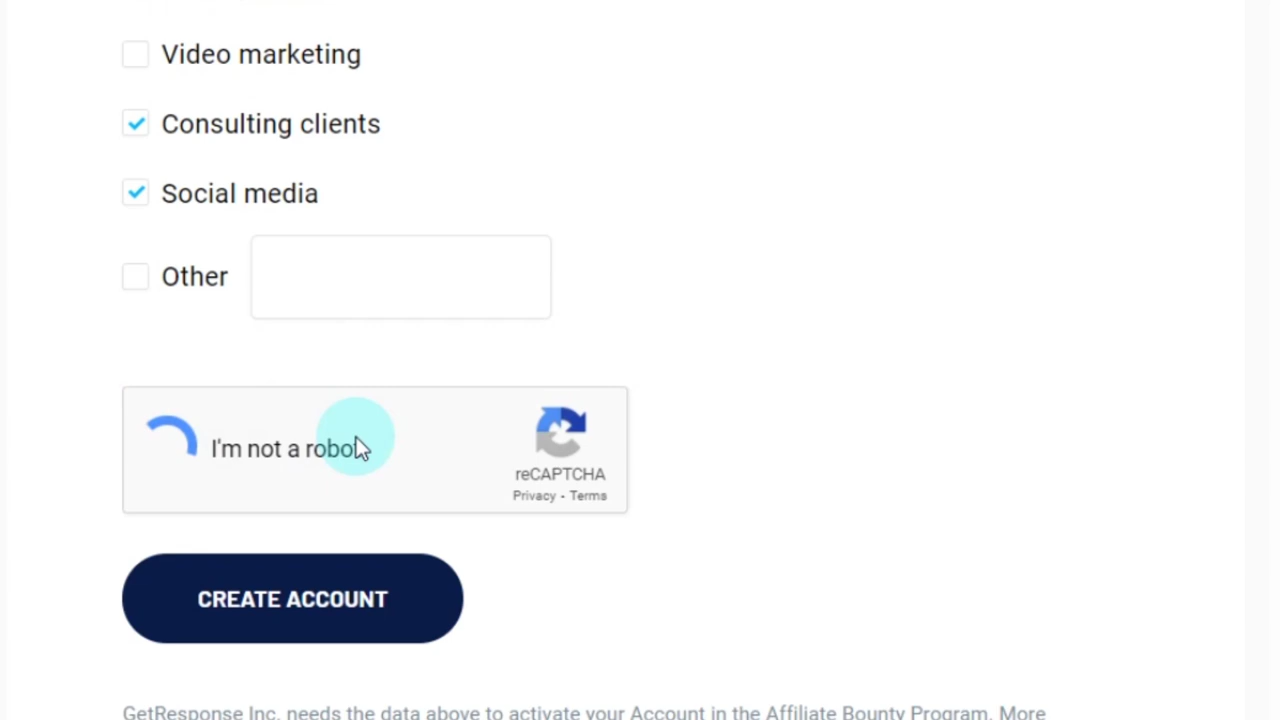 Video marketing
Consulting clients
Social media
Other
I'm not a robot
reCAPTCHA
Privacy - Terms
CREATE ACCOUNT
GetResponse Inc. needs the data above to activate your Account in the Affiliate Bounty Program. More